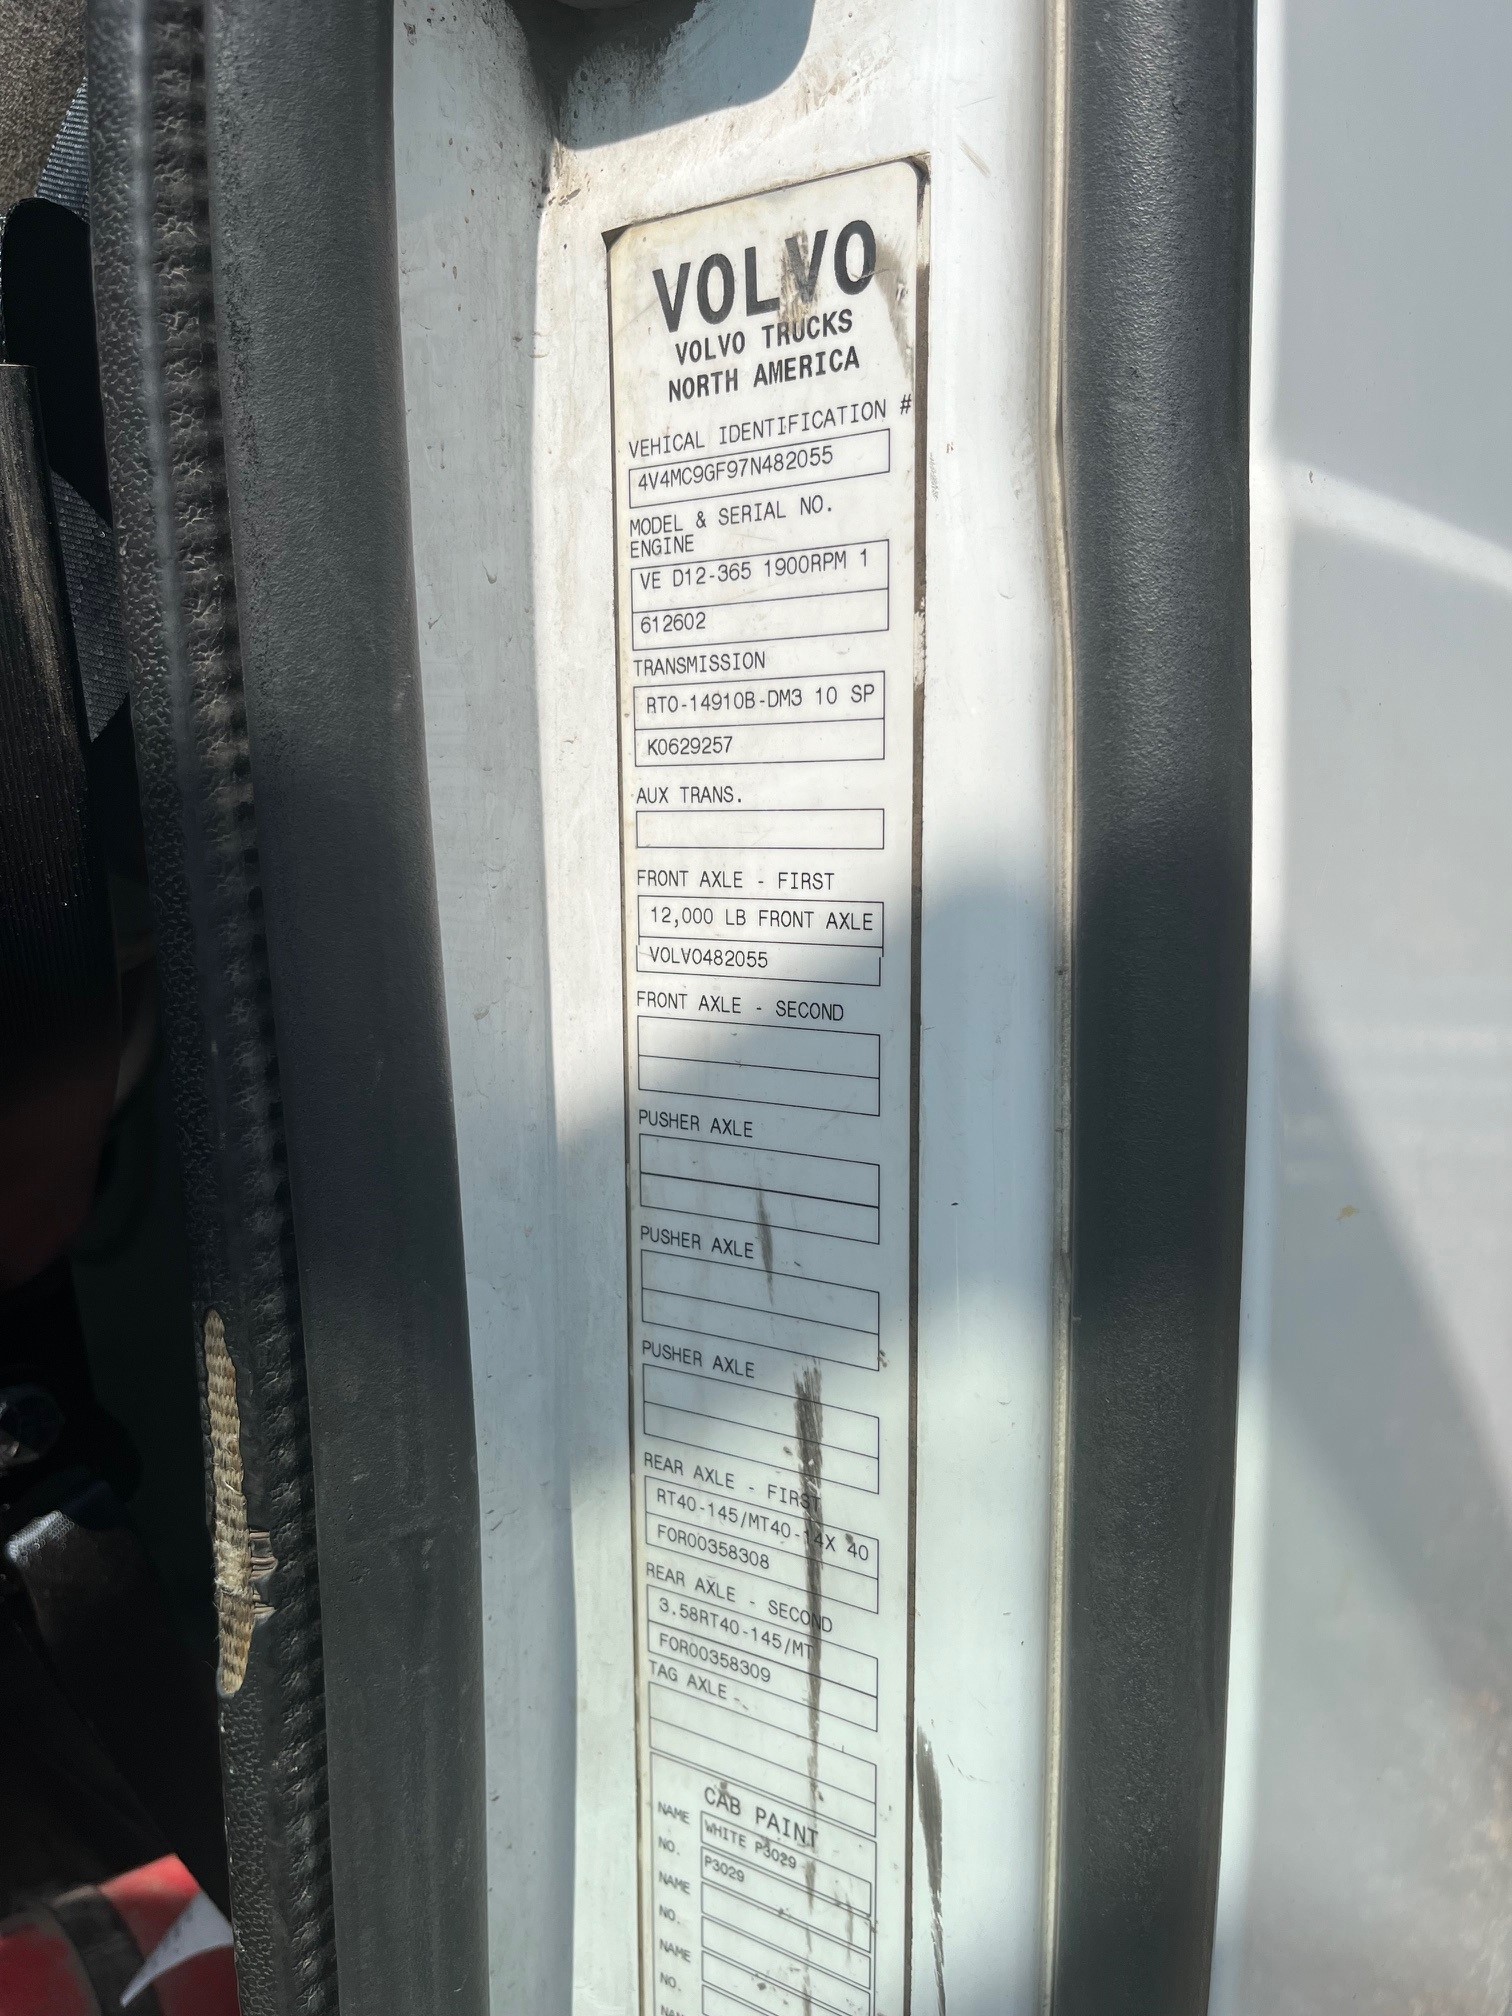 VOLVO
VOLVO TRUCKS
NORTH AMERICA
VEHICAL IDENTIFICATION #
4V4MC9GF97N482055
MODEL & SERIAL NO.
ENGINE
VE D12-365 1900RPM 1
612602
TRANSMISSION
RTO-14910B-DM3 10 SP
K0629257
AUX TRANS.
FRONT AXLE - FIRST
12,000 LB FRONT AXLE
VOLVO482055
FRONT AXLE - SECOND
PUSHER AXLE
PUSHER AXLE
PUSHER AXLE
REAR AXLE - FIRST
RT40-145/MT40-14X 40
FOR00358308
REAR AXLE - SECOND
3.58RT40-145/MT
FOR00358309
TAG AXLE -
CAB PAINT
NAME WHITE P3029
NO. P3029
NAME
NO.
NAME
NO.